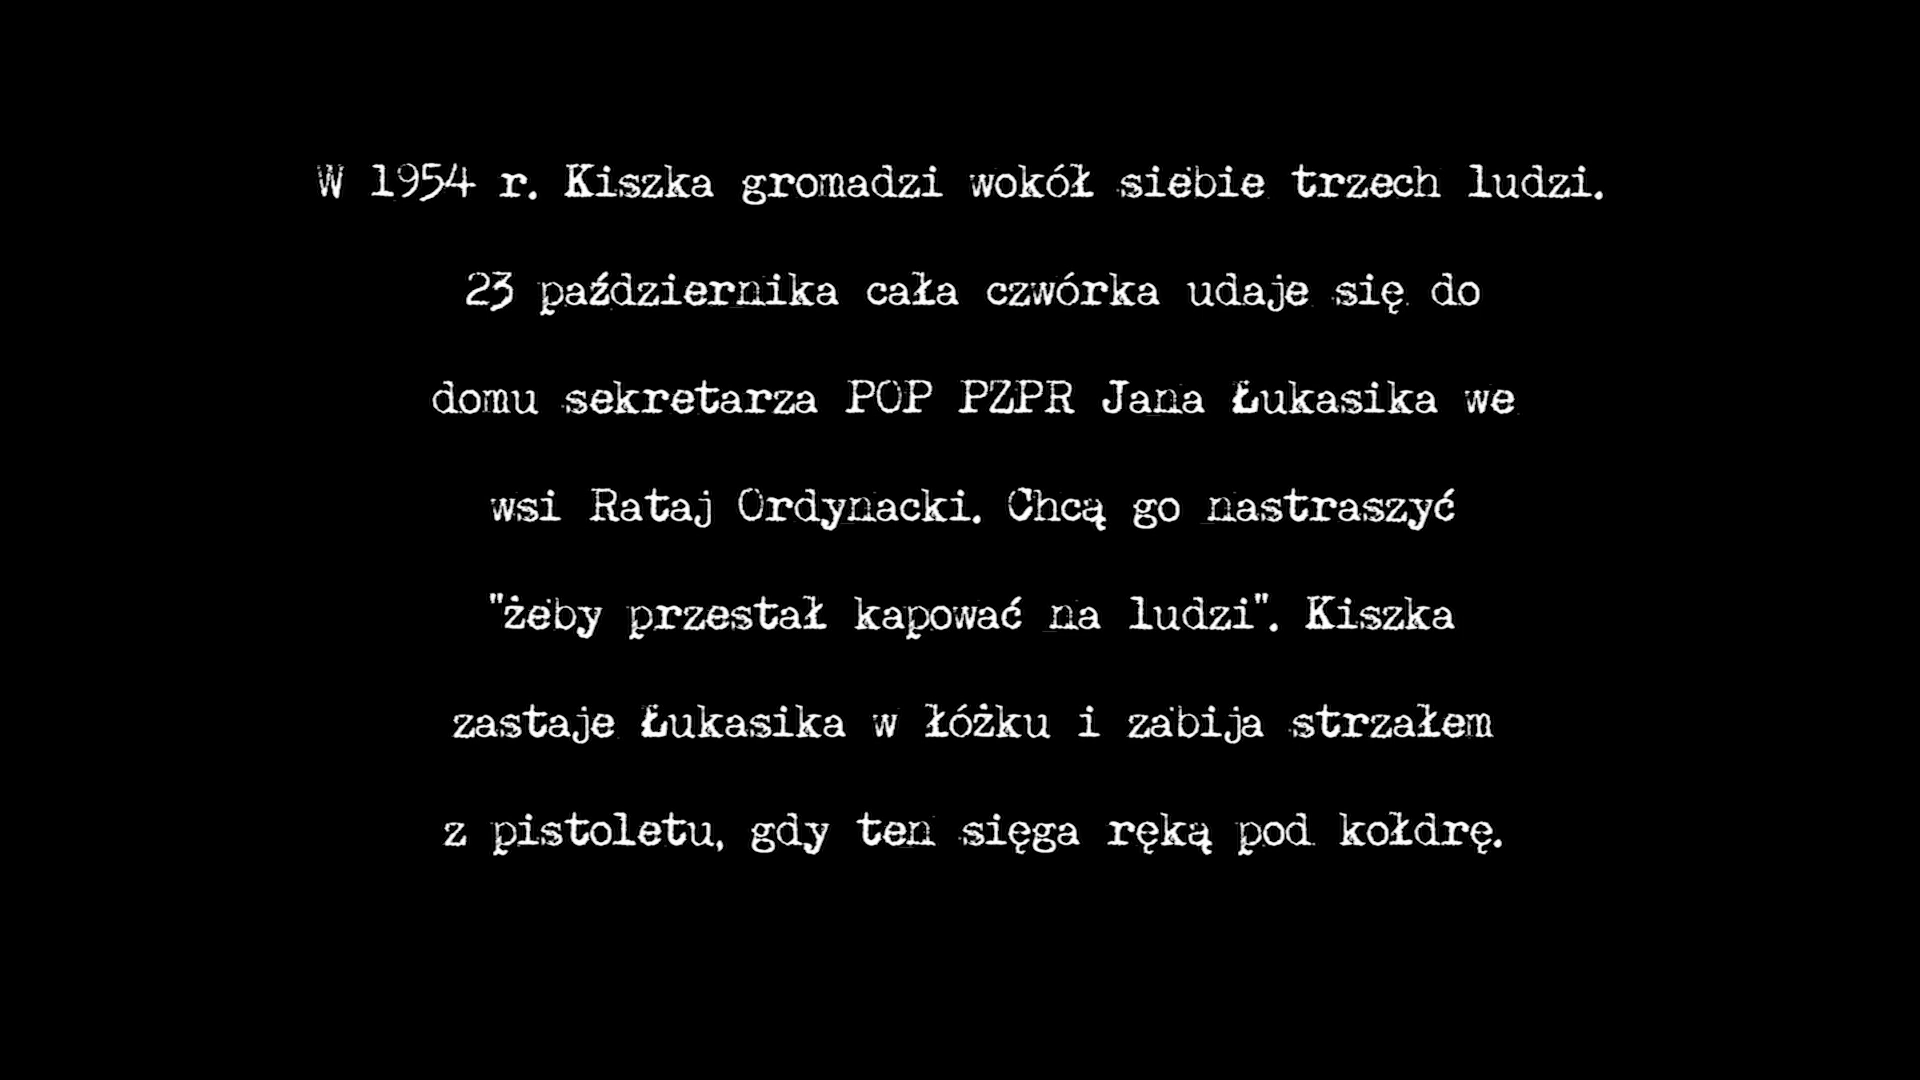 W 1954 r. Kiszka gromadzi wokół siebie trzech ludzi.
23 października cała czwórka udaje się do
domu sekretarza POP PZPR Jana Łukasika we
wsi Rataj Ordynacki. Chcą go nastraszyć
"żeby przestał kapować na ludzi". Kiszka
zastaje Łukasika w łóżku i zabija strzałem
z pistoletu, gdy ten sięga ręką pod kołdrę.